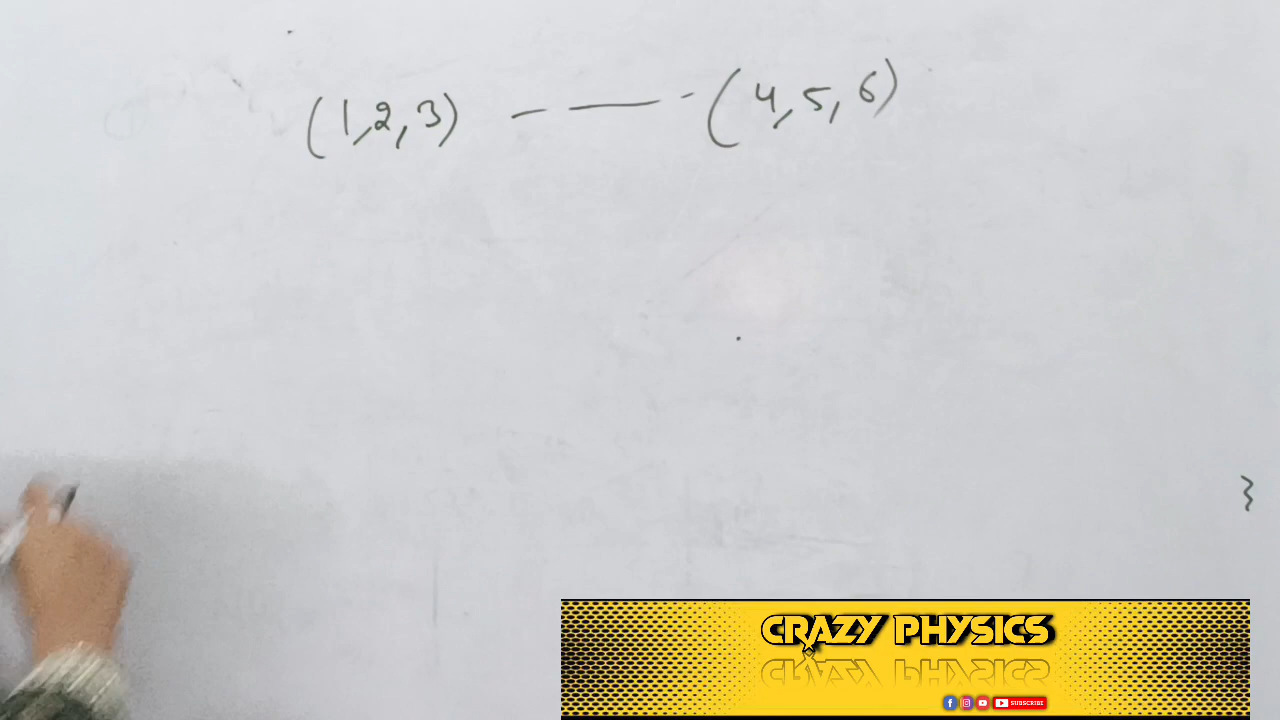 (1,2,3) - — - (4,5,6)
}
CRAZY PHYSICS
SUBSCRIBE